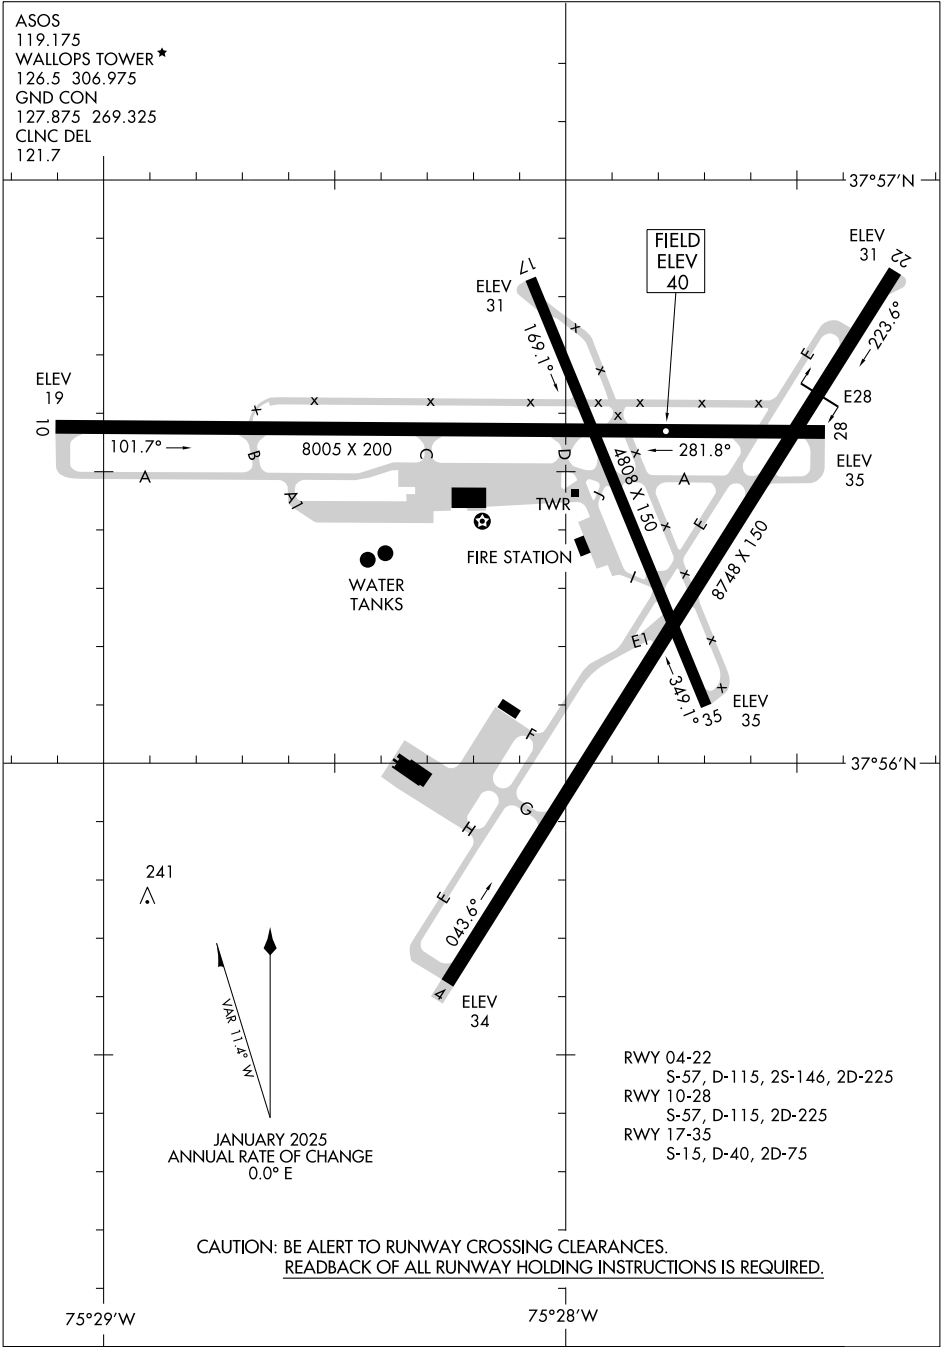 ASOS
119.175
WALLOPS TOWER★
126.5 306.975
GND CON
127.875 269.325
CLNC DEL
121.7
37°57'N
FIELD
ELEV
40
ELEV
31
22
17
ELEV
31
223.6°
169.1°
E
E28
ELEV
19
10
28
101.7°
8005 X 200
281.8°
ELEV
35
A
B
C
D
A
A1
J
4808 X 150
TWR
E
8748 X 150
FIRE STATION
I
WATER
TANKS
E1
349.1°
35
ELEV
35
F
37°56'N
G
H
241
E
043.6°
4
ELEV
34
VAR 11.4° W
JANUARY 2025
ANNUAL RATE OF CHANGE
0.0° E
RWY 04-22
S-57, D-115, 2S-146, 2D-225
RWY 10-28
S-57, D-115, 2D-225
RWY 17-35
S-15, D-40, 2D-75
CAUTION: BE ALERT TO RUNWAY CROSSING CLEARANCES.
READBACK OF ALL RUNWAY HOLDING INSTRUCTIONS IS REQUIRED.
75°29'W
75°28'W